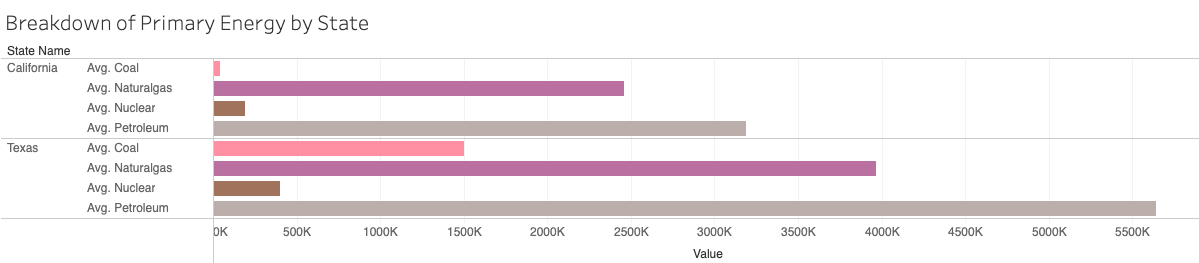 Breakdown of Primary Energy by State
State Name
California Avg. Coal
Avg. Naturalgas
Avg. Nuclear
Avg. Petroleum
Texas Avg. Coal
Avg. Naturalgas
Avg. Nuclear
Avg. Petroleum
0K 500K 1000K 1500K 2000K 2500K 3000K 3500K 4000K 4500K 5000K 5500K
Value